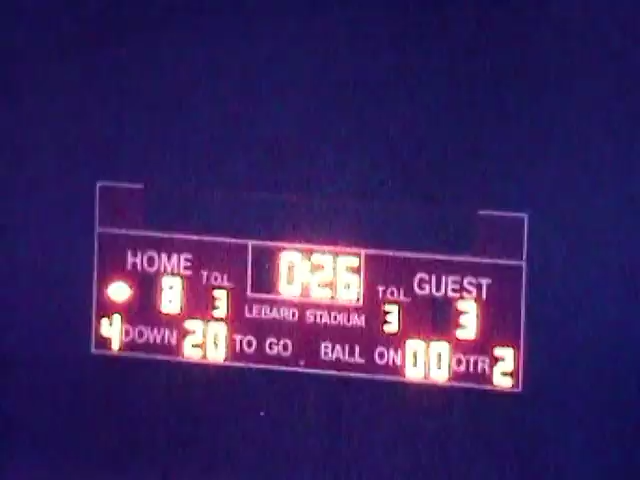 HOME 0:26 GUEST
8 T.O.L 3 LEBARD STADIUM T.O.L 3 3
4 DOWN 20 TO GO BALL ON 00 QTR 2